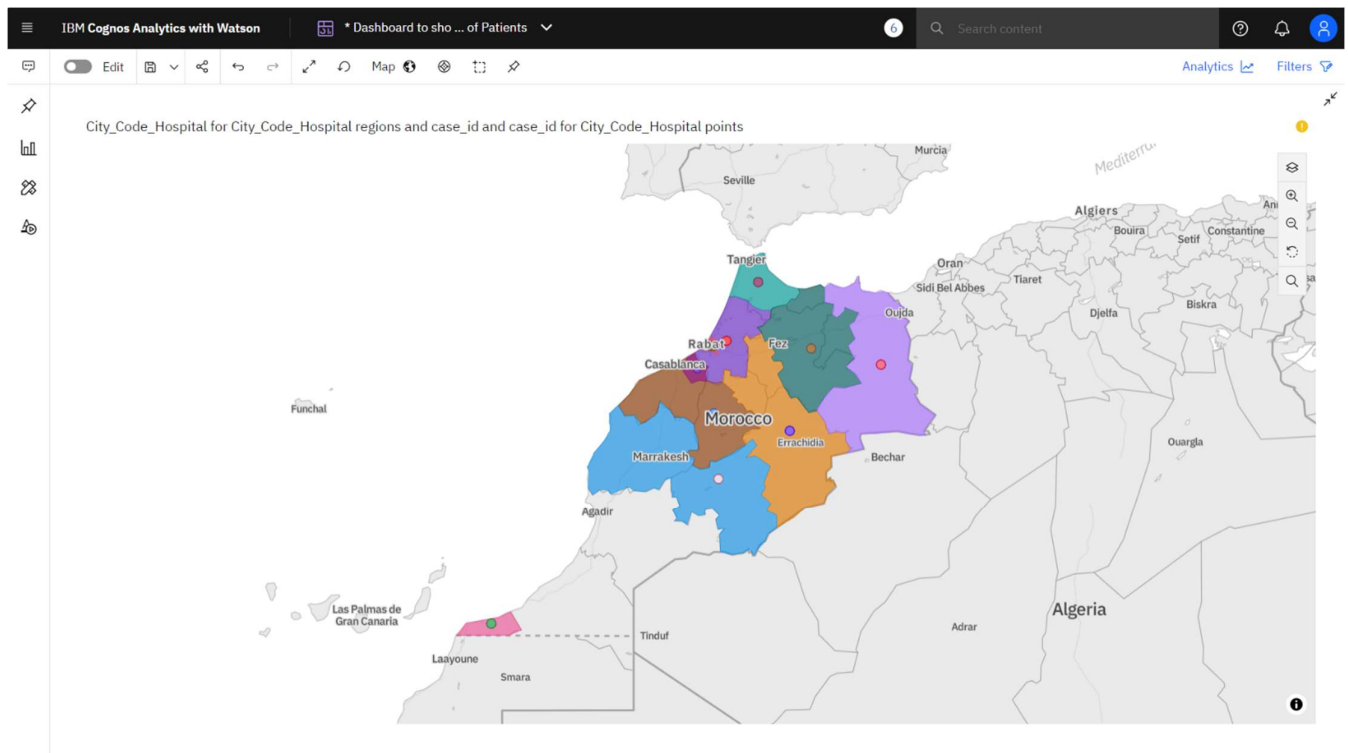 IBM Cognos Analytics with Watson
* Dashboard to sho ... of Patients
6
Search content
Edit
Map
Analytics
Filters
City_Code_Hospital for City_Code_Hospital regions and case_id and case_id for City_Code_Hospital points
Murcia
Seville
Algiers
Bouira
Setif
Constantine
Tangier
Oran
Sidi Bel Abbes
Tiaret
Biskra
Oujda
Djelfa
Rabat
Fez
Casablanca
Funchal
Morocco
Errachidia
Ouargla
Marrakesh
Bechar
Agadir
Las Palmas de
Gran Canaria
Algeria
Adrar
Tinduf
Laayoune
Smara